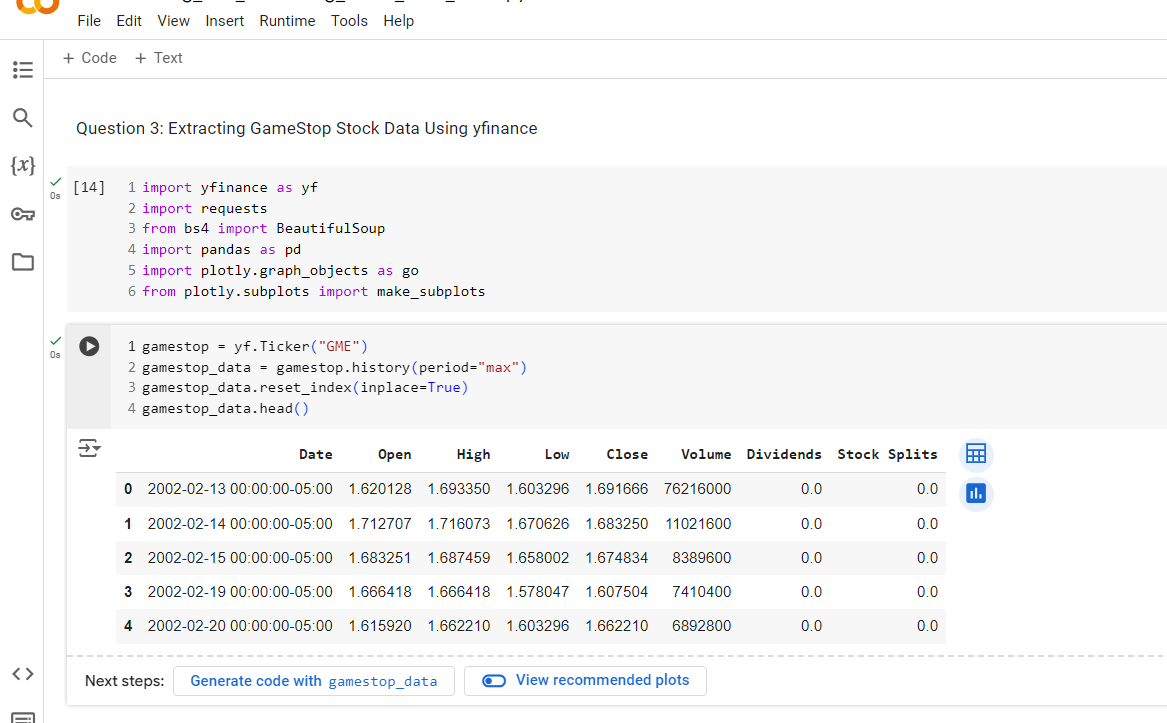 File Edit View Insert Runtime Tools Help
+ Code + Text
{x}
Question 3: Extracting GameStop Stock Data Using yfinance
0s
[14]
1 import yfinance as yf
2 import requests
3 from bs4 import BeautifulSoup
4 import pandas as pd
5 import plotly.graph_objects as go
6 from plotly.subplots import make_subplots
0s
1 gamestop = yf.Ticker("GME")
2 gamestop_data = gamestop.history(period="max")
3 gamestop_data.reset_index(inplace=True)
4 gamestop_data.head()
Date Open High Low Close Volume Dividends Stock Splits
0 2002-02-13 00:00:00-05:00 1.620128 1.693350 1.603296 1.691666 76216000 0.0 0.0
1 2002-02-14 00:00:00-05:00 1.712707 1.716073 1.670626 1.683250 11021600 0.0 0.0
2 2002-02-15 00:00:00-05:00 1.683251 1.687459 1.658002 1.674834 8389600 0.0 0.0
3 2002-02-19 00:00:00-05:00 1.666418 1.666418 1.578047 1.607504 7410400 0.0 0.0
4 2002-02-20 00:00:00-05:00 1.615920 1.662210 1.603296 1.662210 6892800 0.0 0.0
Next steps: Generate code with gamestop_data View recommended plots